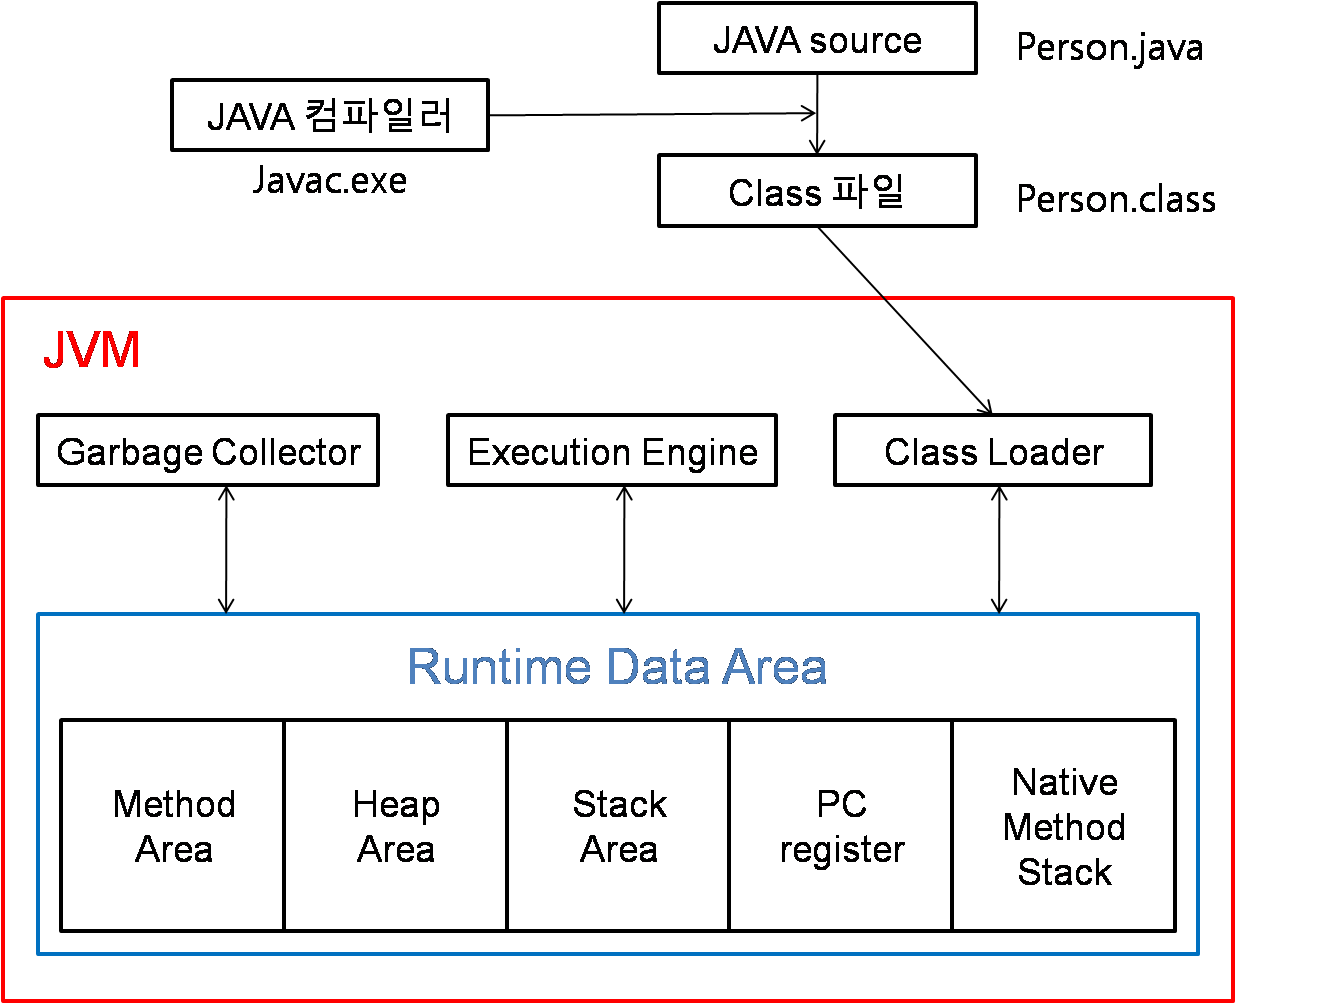 JAVA source
Person.java
JAVA 컴파일러
Javac.exe
Class 파일
Person.class
JVM
Garbage Collector
Execution Engine
Class Loader
Runtime Data Area
Method
Area
Heap
Area
Stack
Area
PC
register
Native
Method
Stack